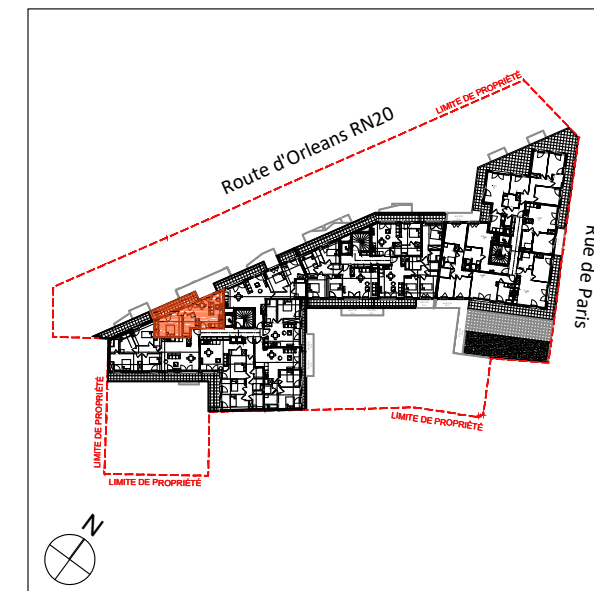 LIMITE DE PROPRIÉTÉ
Route d'Orleans RN20
Rue de Paris
LIMITE DE PROPRIÉTÉ
LIMITE DE PROPRIÉTÉ
LIMITE DE PROPRIÉTÉ
N